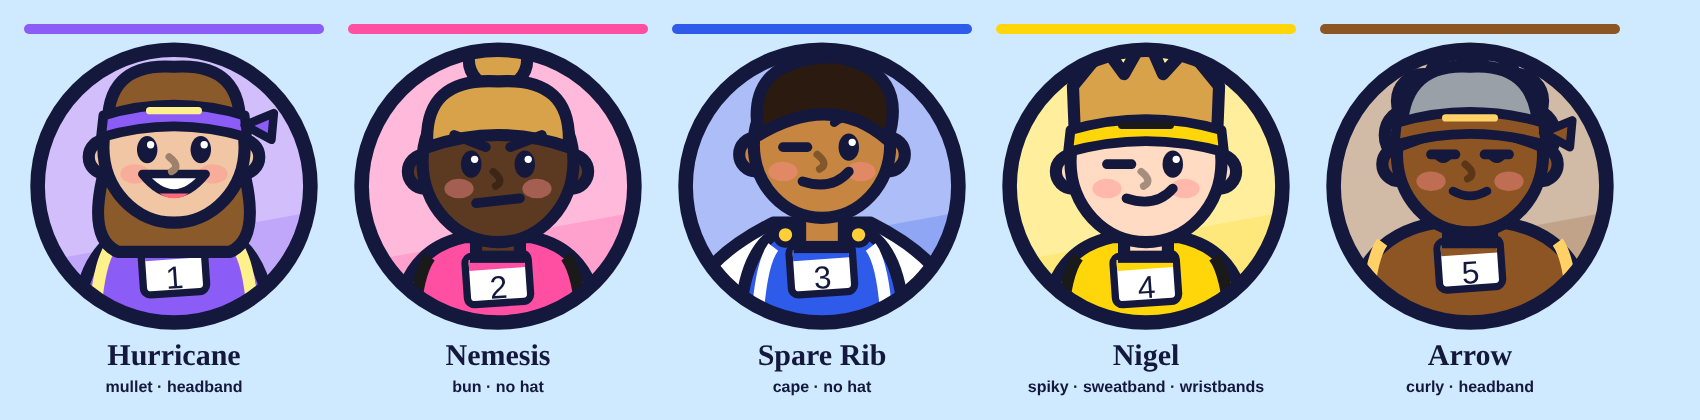 1
2
3
4
5
Hurricane
Nemesis
Spare Rib
Nigel
Arrow
mullet · headband
bun · no hat
cape · no hat
spiky · sweatband · wristbands
curly · headband